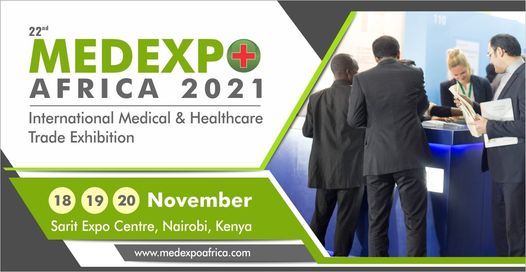 22nd
MEDEXPO
AFRICA 2021
International Medical & Healthcare
Trade Exhibition
18 19 20 November
Sarit Expo Centre, Nairobi, Kenya
www.medexpoafrica.com